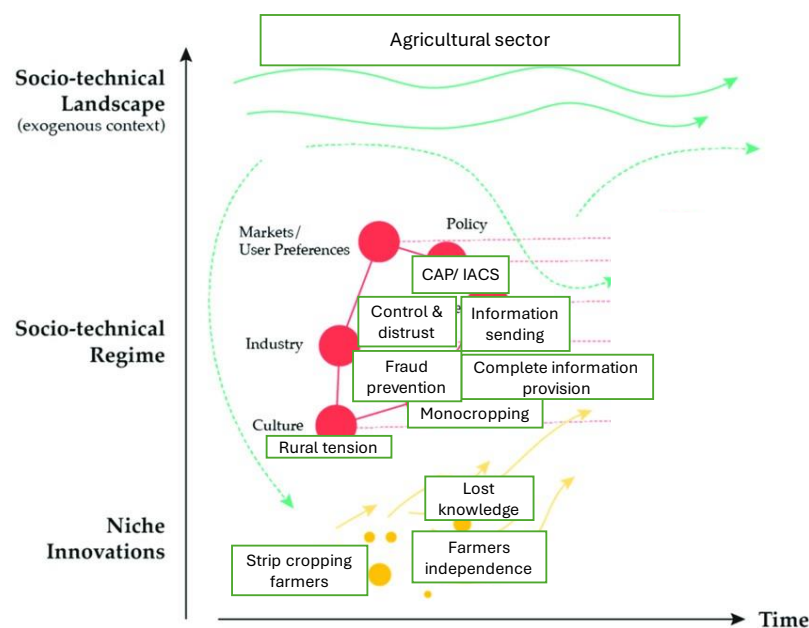 Agricultural sector
Socio-technical
Landscape
(exogenous context)
Markets/
User Preferences
Policy
CAP/ IACS
Control &
distrust
e
Information
sending
Socio-technical
Regime
Industry
Fraud
prevention
Complete information
provision
Monocropping
Culture
Rural tension
Lost
knowledge
Niche
Innovations
Farmers
independence
Strip cropping
farmers
Time